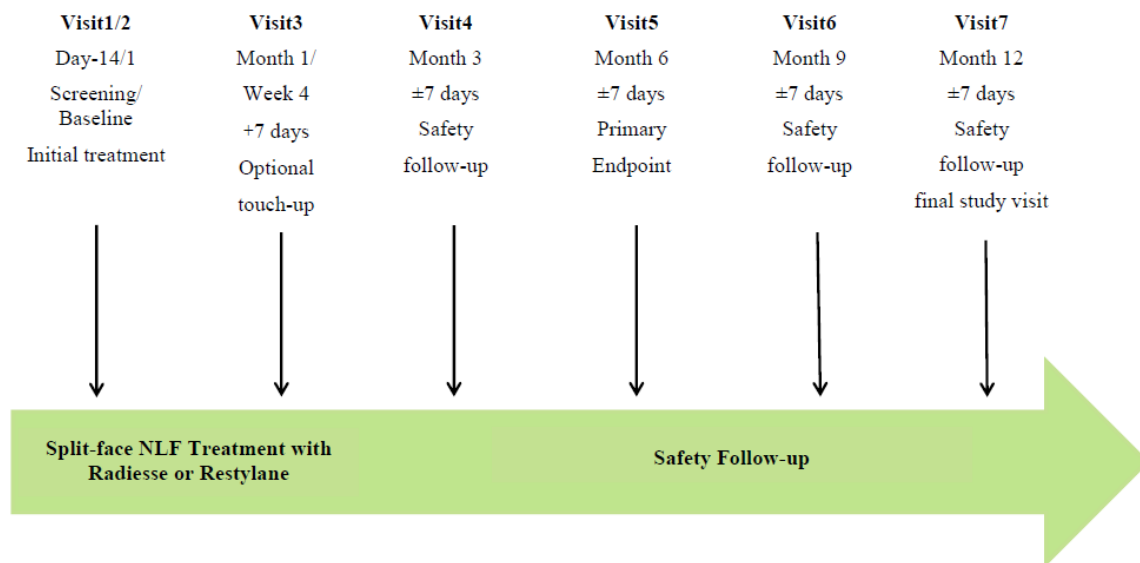 Visit1/2
Day-14/1
Screening/
Baseline
Initial treatment
Visit3
Month 1/
Week 4
+7 days
Optional
touch-up
Visit4
Month 3
±7 days
Safety
follow-up
Visit5
Month 6
±7 days
Primary
Endpoint
Visit6
Month 9
±7 days
Safety
follow-up
Visit7
Month 12
±7 days
Safety
follow-up
final study visit
Split-face NLF Treatment with
Radiesse or Restylane
Safety Follow-up